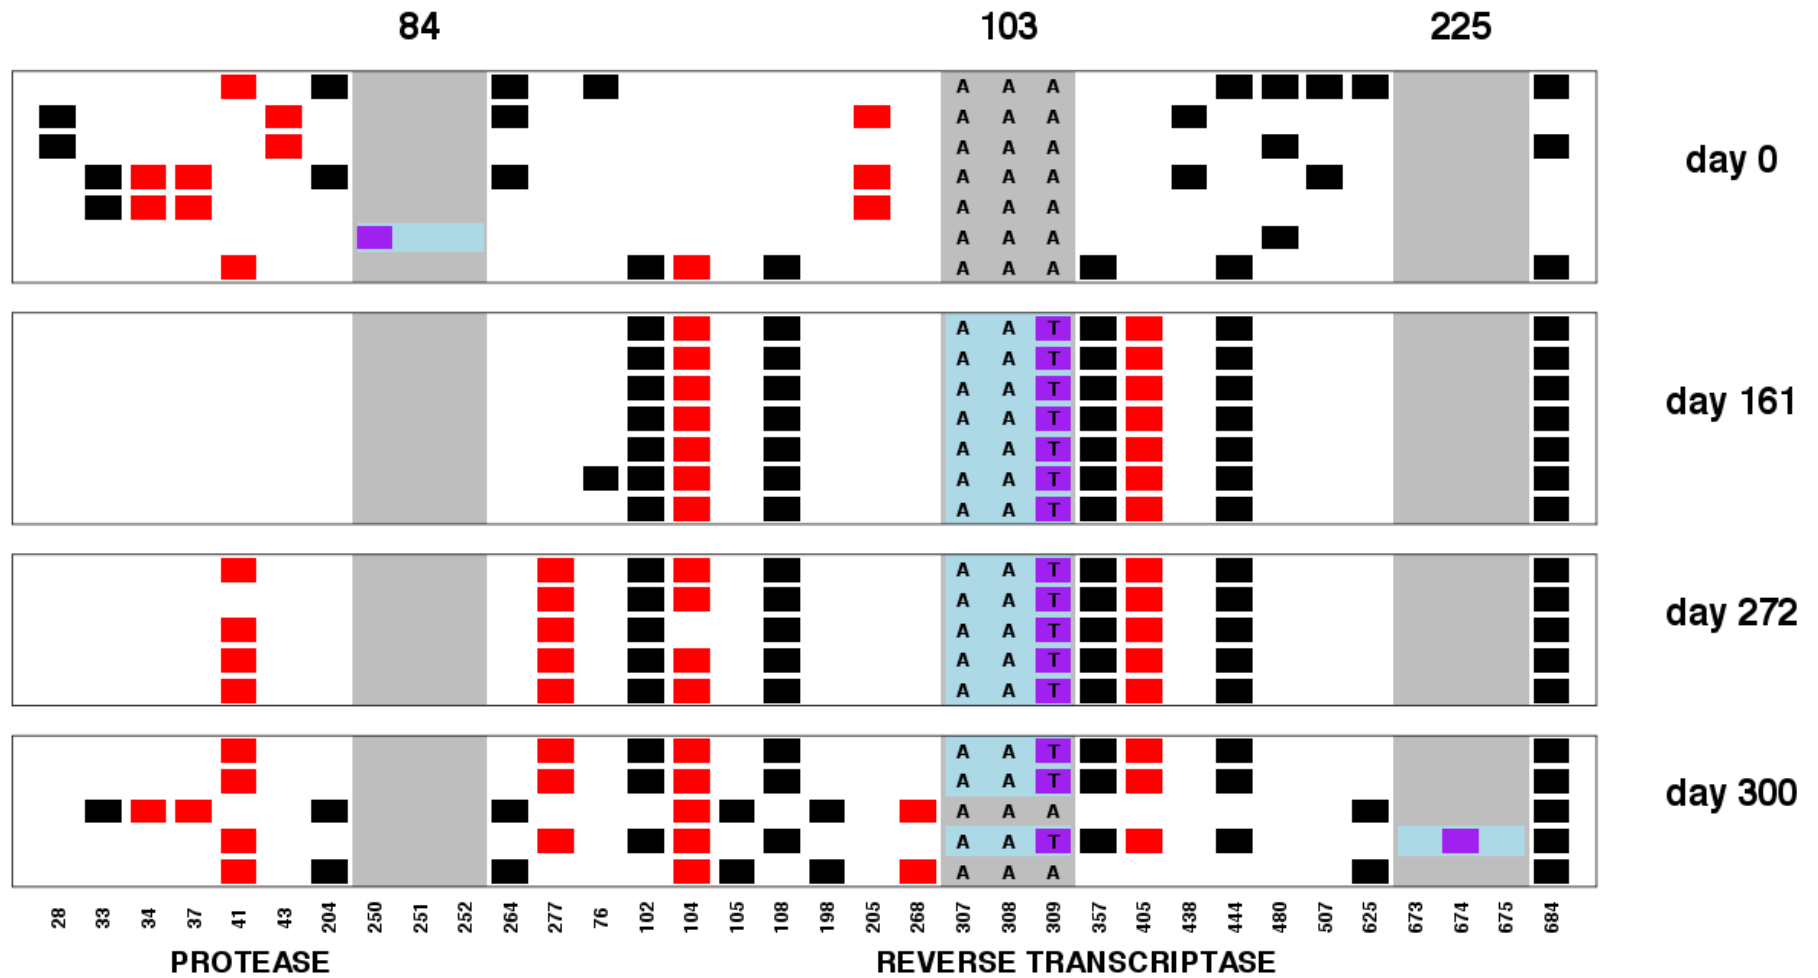 84 103 225
A A A
A A A
A A A
A A A day 0
A A A
A A A
A A A
A A T
A A T
A A T
A A T day 161
A A T
A A T
A A T
A A T
A A T
A A T day 272
A A T
A A T
A A T
A A T
A A A day 300
A A T
A A A
28 33 34 37 41 43 204 250 251 252 264 277 76 102 104 105 108 198 205 268 307 308 309 357 405 438 444 480 507 625 673 674 675 684
PROTEASE REVERSE TRANSCRIPTASE